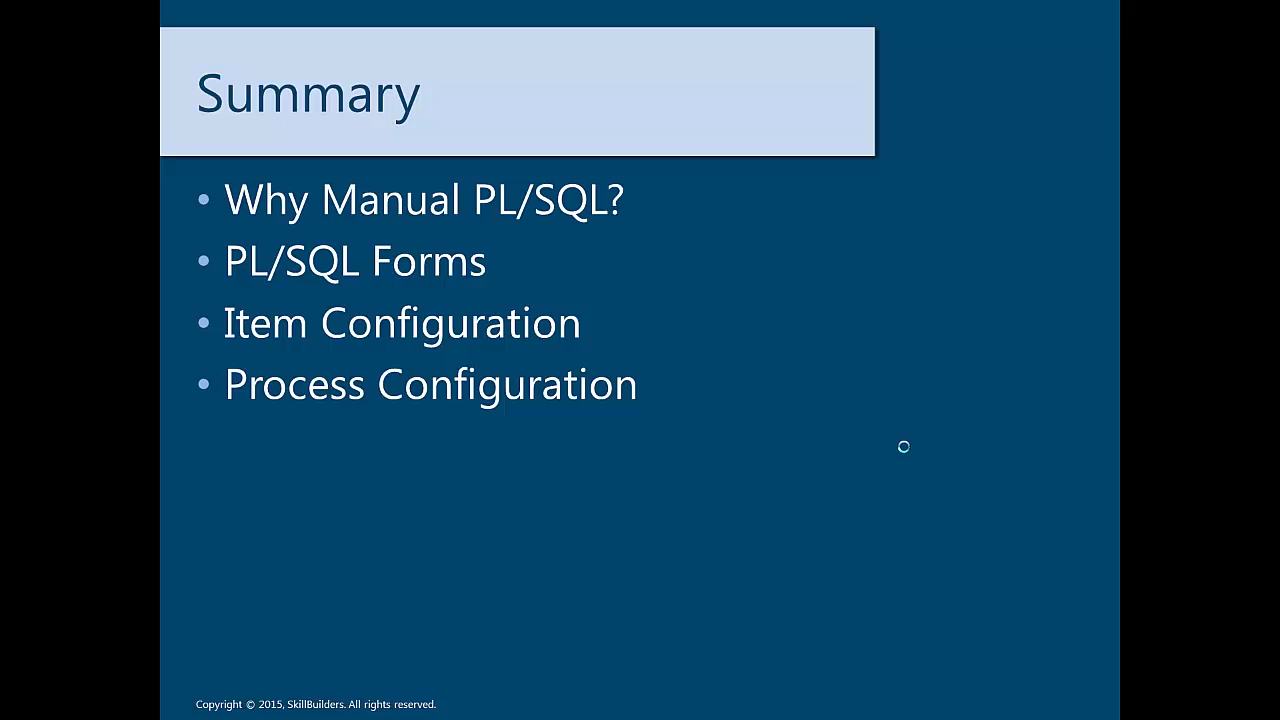 Summary
• Why Manual PL/SQL?
• PL/SQL Forms
• Item Configuration
• Process Configuration
Copyright © 2015, SkillBuilders. All rights reserved.